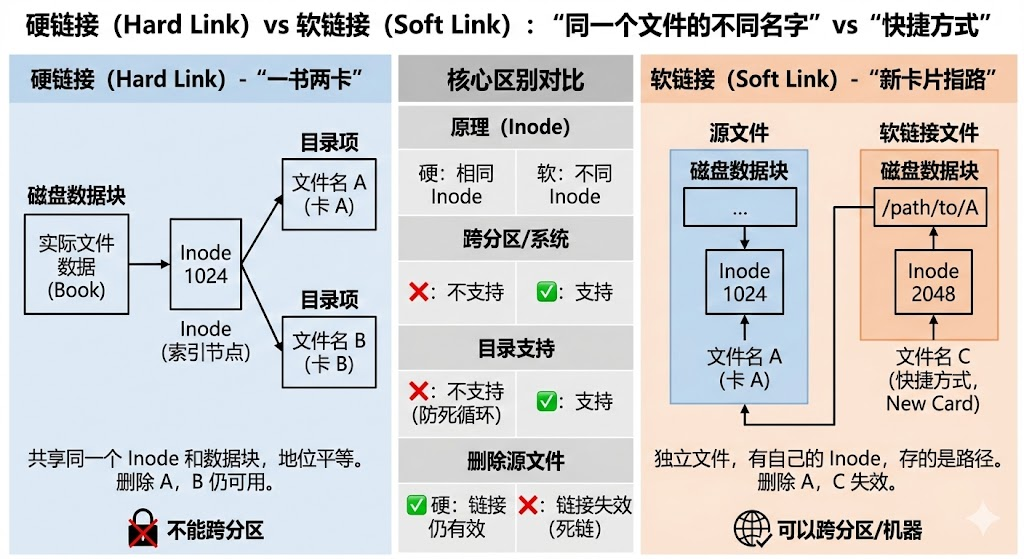 硬链接（Hard Link）vs 软链接（Soft Link）：“同一个文件的不同名字” vs “快捷方式”
硬链接（Hard Link）- “一书两卡”
目录项
文件名 A
(卡 A)
磁盘数据块
实际文件
数据
(Book)
Inode
1024
Inode
(索引节点)
目录项
文件名 B
(卡 B)
共享同一个 Inode 和数据块，地位平等。
删除 A，B 仍可用。
不能跨分区
核心区别对比
原理（Inode）
硬：相同
Inode
软：不同
Inode
跨分区/系统
❌：不支持
✅：支持
目录支持
❌：不支持
(防死循环)
✅：支持
删除源文件
✅ 硬：链接
仍有效
❌：链接失效
(死链)
软链接（Soft Link）- “新卡片指路”
源文件
磁盘数据块
...
Inode
1024
文件名 A
(卡 A)
软链接文件
磁盘数据块
/path/to/A
Inode
2048
文件名 C
(快捷方式,
New Card)
独立文件，有自己的 Inode，存的是路径。
删除 A，C 失效。
可以跨分区/机器